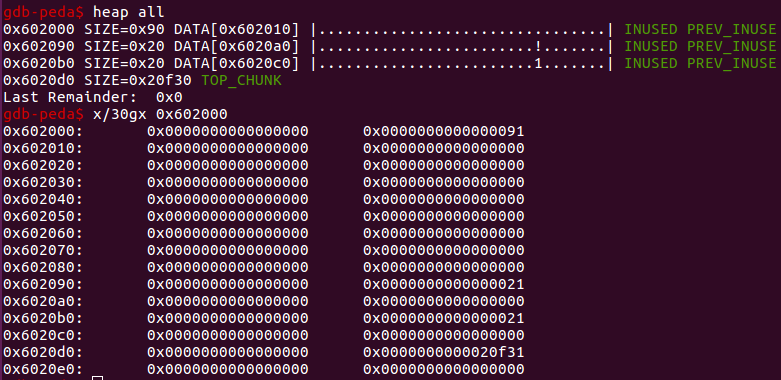 gdb-peda$ heap all
0x602000 SIZE=0x90 DATA[0x602010] |................................| INUSED PREV_INUSE
0x602090 SIZE=0x20 DATA[0x6020a0] |........................!.......| INUSED PREV_INUSE
0x6020b0 SIZE=0x20 DATA[0x6020c0] |........................1.......| INUSED PREV_INUSE
0x6020d0 SIZE=0x20f30 TOP_CHUNK
Last Remainder:  0x0
gdb-peda$ x/30gx 0x602000
0x602000:	0x0000000000000000	0x0000000000000091
0x602010:	0x0000000000000000	0x0000000000000000
0x602020:	0x0000000000000000	0x0000000000000000
0x602030:	0x0000000000000000	0x0000000000000000
0x602040:	0x0000000000000000	0x0000000000000000
0x602050:	0x0000000000000000	0x0000000000000000
0x602060:	0x0000000000000000	0x0000000000000000
0x602070:	0x0000000000000000	0x0000000000000000
0x602080:	0x0000000000000000	0x0000000000000000
0x602090:	0x0000000000000000	0x0000000000000021
0x6020a0:	0x0000000000000000	0x0000000000000000
0x6020b0:	0x0000000000000000	0x0000000000000021
0x6020c0:	0x0000000000000000	0x0000000000000000
0x6020d0:	0x0000000000000000	0x0000000000020f31
0x6020e0:	0x0000000000000000	0x0000000000000000